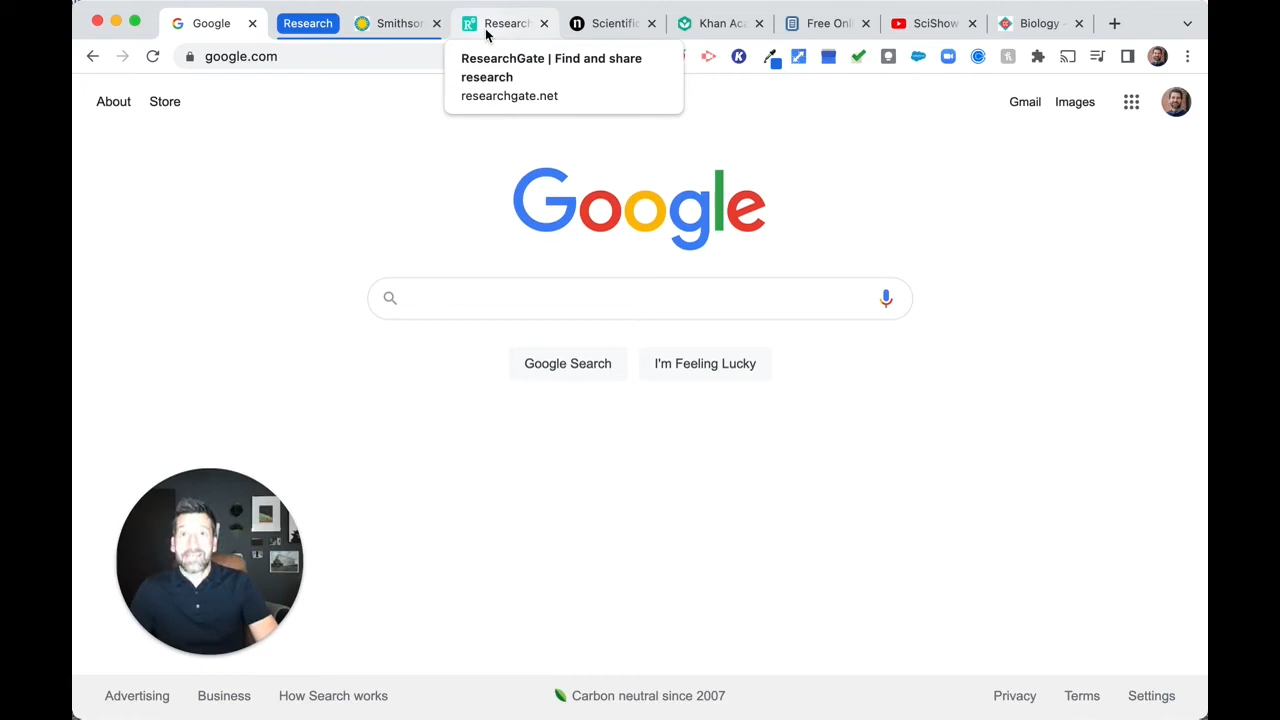 Google
Research
Smithsor
Research
Scientific
Khan Aca
Free Onl
SciShow
Biology -
google.com
ResearchGate | Find and share
research
researchgate.net
About
Store
Gmail
Images
Google
Google Search
I'm Feeling Lucky
Advertising
Business
How Search works
Carbon neutral since 2007
Privacy
Terms
Settings